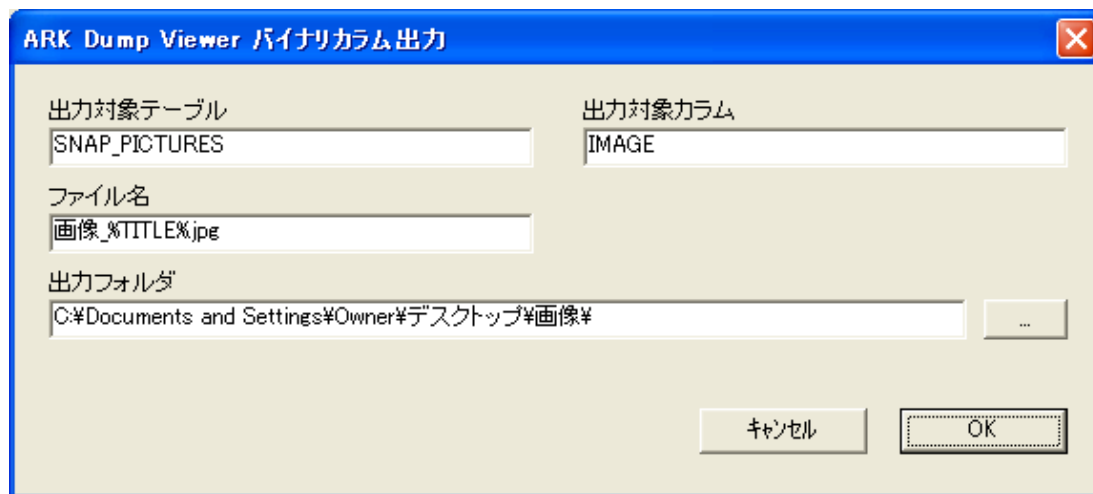 ARK Dump Viewer バイナリカラム出力
出力対象テーブル
出力対象カラム
SNAP_PICTURES
IMAGE
ファイル名
画像_%TITLE%.jpg
出力フォルダ
C:¥Documents and Settings¥Owner¥デスクトップ¥画像¥
...
キャンセル
OK